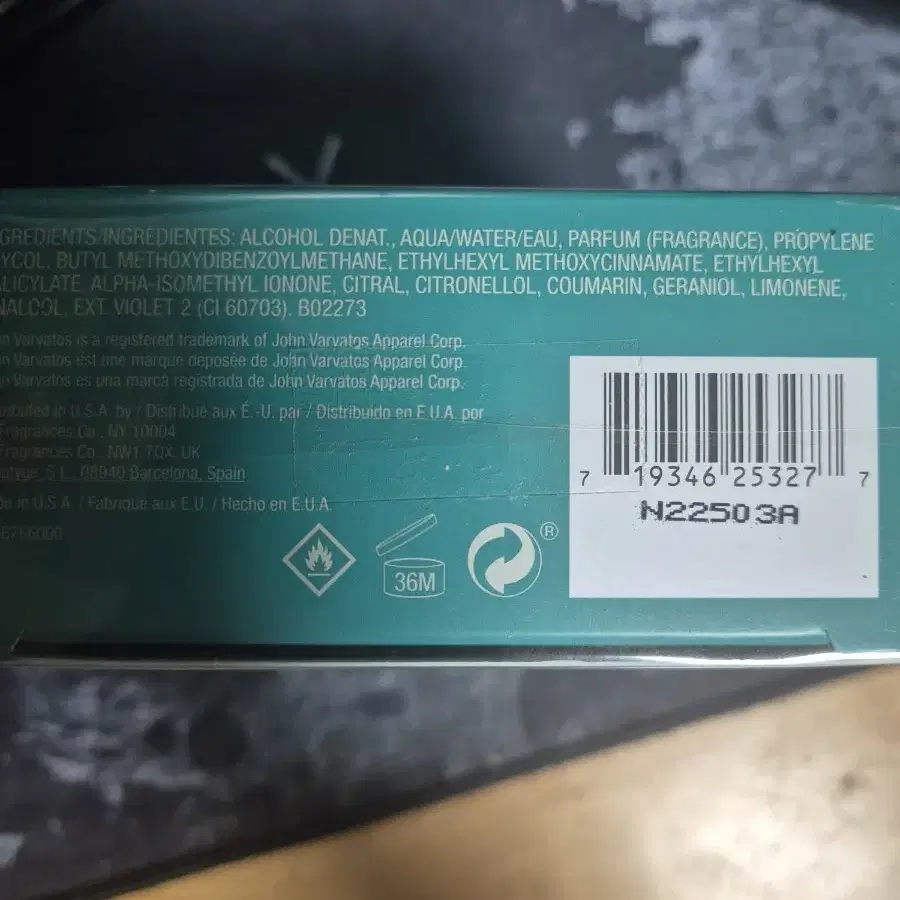 GREDIENTS/INGREDIENTES: ALCOHOL DENAT., AQUA/WATER/EAU, PARFUM (FRAGRANCE), PROPYLENE
YCOL, BUTYL METHOXYDIBENZOYLMETHANE, ETHYLHEXYL METHOXYCINNAMATE, ETHYLHEXYL
ALICYLATE, ALPHA-ISOMETHYL IONONE, CITRAL, CITRONELLOL, COUMARIN, GERANIOL, LIMONENE,
NALOOL, EXT. VIOLET 2 (CI 60703). B02273
n Varvatos is a registered trademark of John Varvatos Apparel Corp.
n Varvatos est une marque déposée de John Varvatos Apparel Corp.
n Varvatos es una marca registrada de John Varvatos Apparel Corp.
in U.S.A. by / Distribué aux É.-U. par / Distribuido en E.U.A. por
Fragrances Co., NY 10004
Fragrances Co., NW1 7QX, UK
S.L., 08940 Barcelona, Spain
in U.S.A. / Fabriqué aux E.U. / Hecho en E.U.A.
36M
®
7 19346 25327 7
N22503A